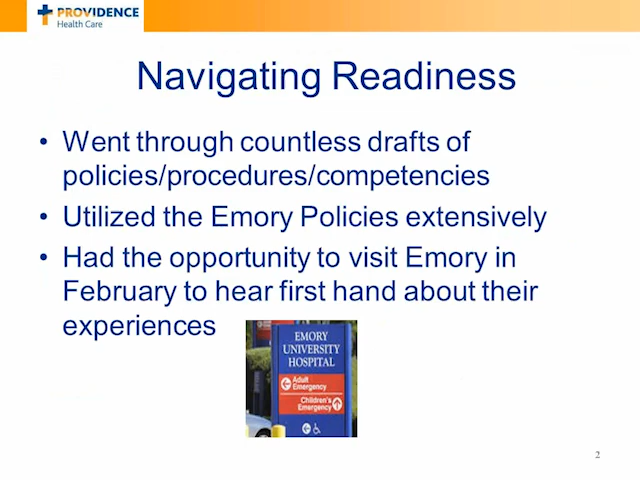 PROVIDENCE
Health Care
Navigating Readiness
• Went through countless drafts of
policies/procedures/competencies
• Utilized the Emory Policies extensively
• Had the opportunity to visit Emory in
February to hear first hand about their
experiences
EMORY
UNIVERSITY
HOSPITAL
Adult
Emergency
Children's
Emergency
2